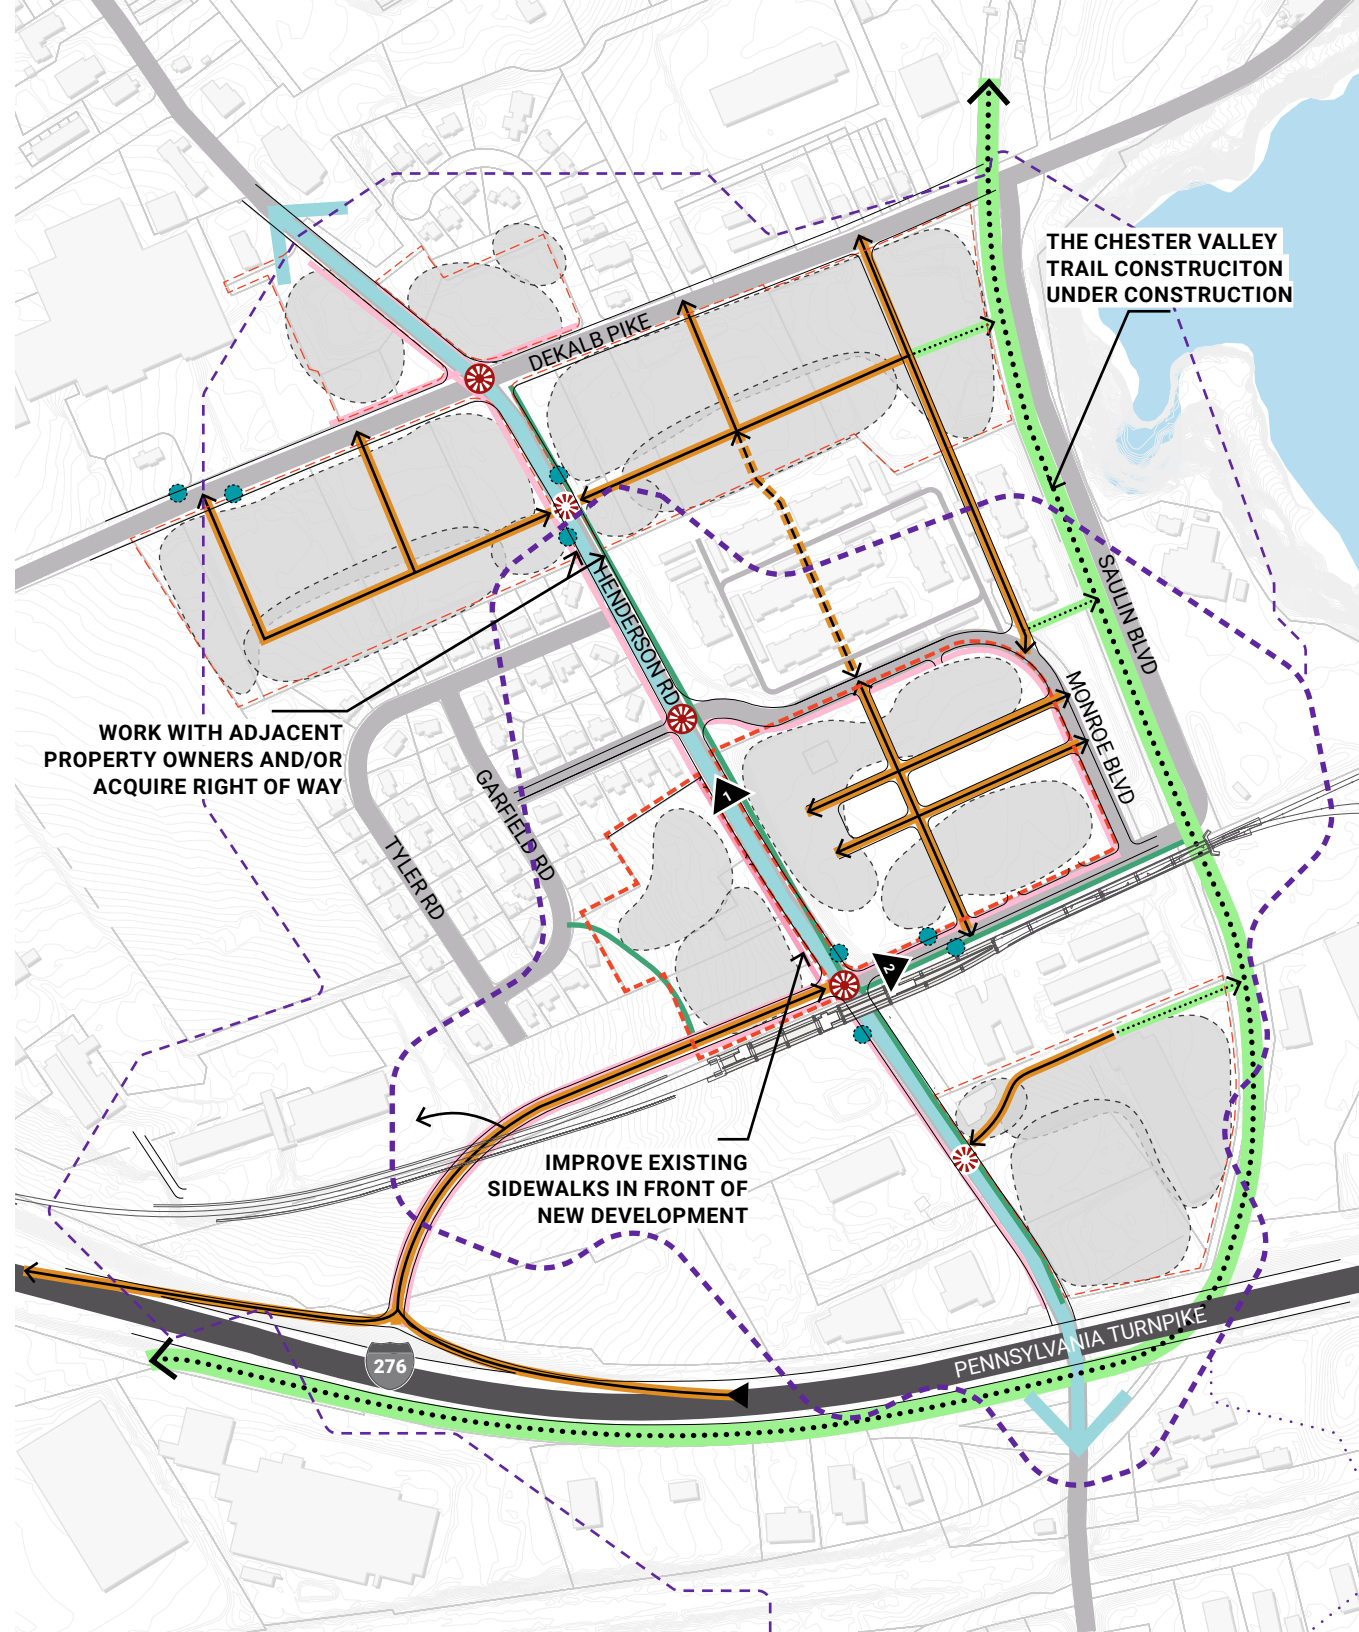 THE CHESTER VALLEY
TRAIL CONSTRUCITON
UNDER CONSTRUCTION
DEKALB PIKE
HENDERSON RD
SAULIN BLVD
MONROE BLVD
WORK WITH ADJACENT
PROPERTY OWNERS AND/OR
ACQUIRE RIGHT OF WAY
GARFIELD RD
TYLER RD
1
2
IMPROVE EXISTING
SIDEWALKS IN FRONT OF
NEW DEVELOPMENT
276
PENNSYLVANIA TURNPIKE